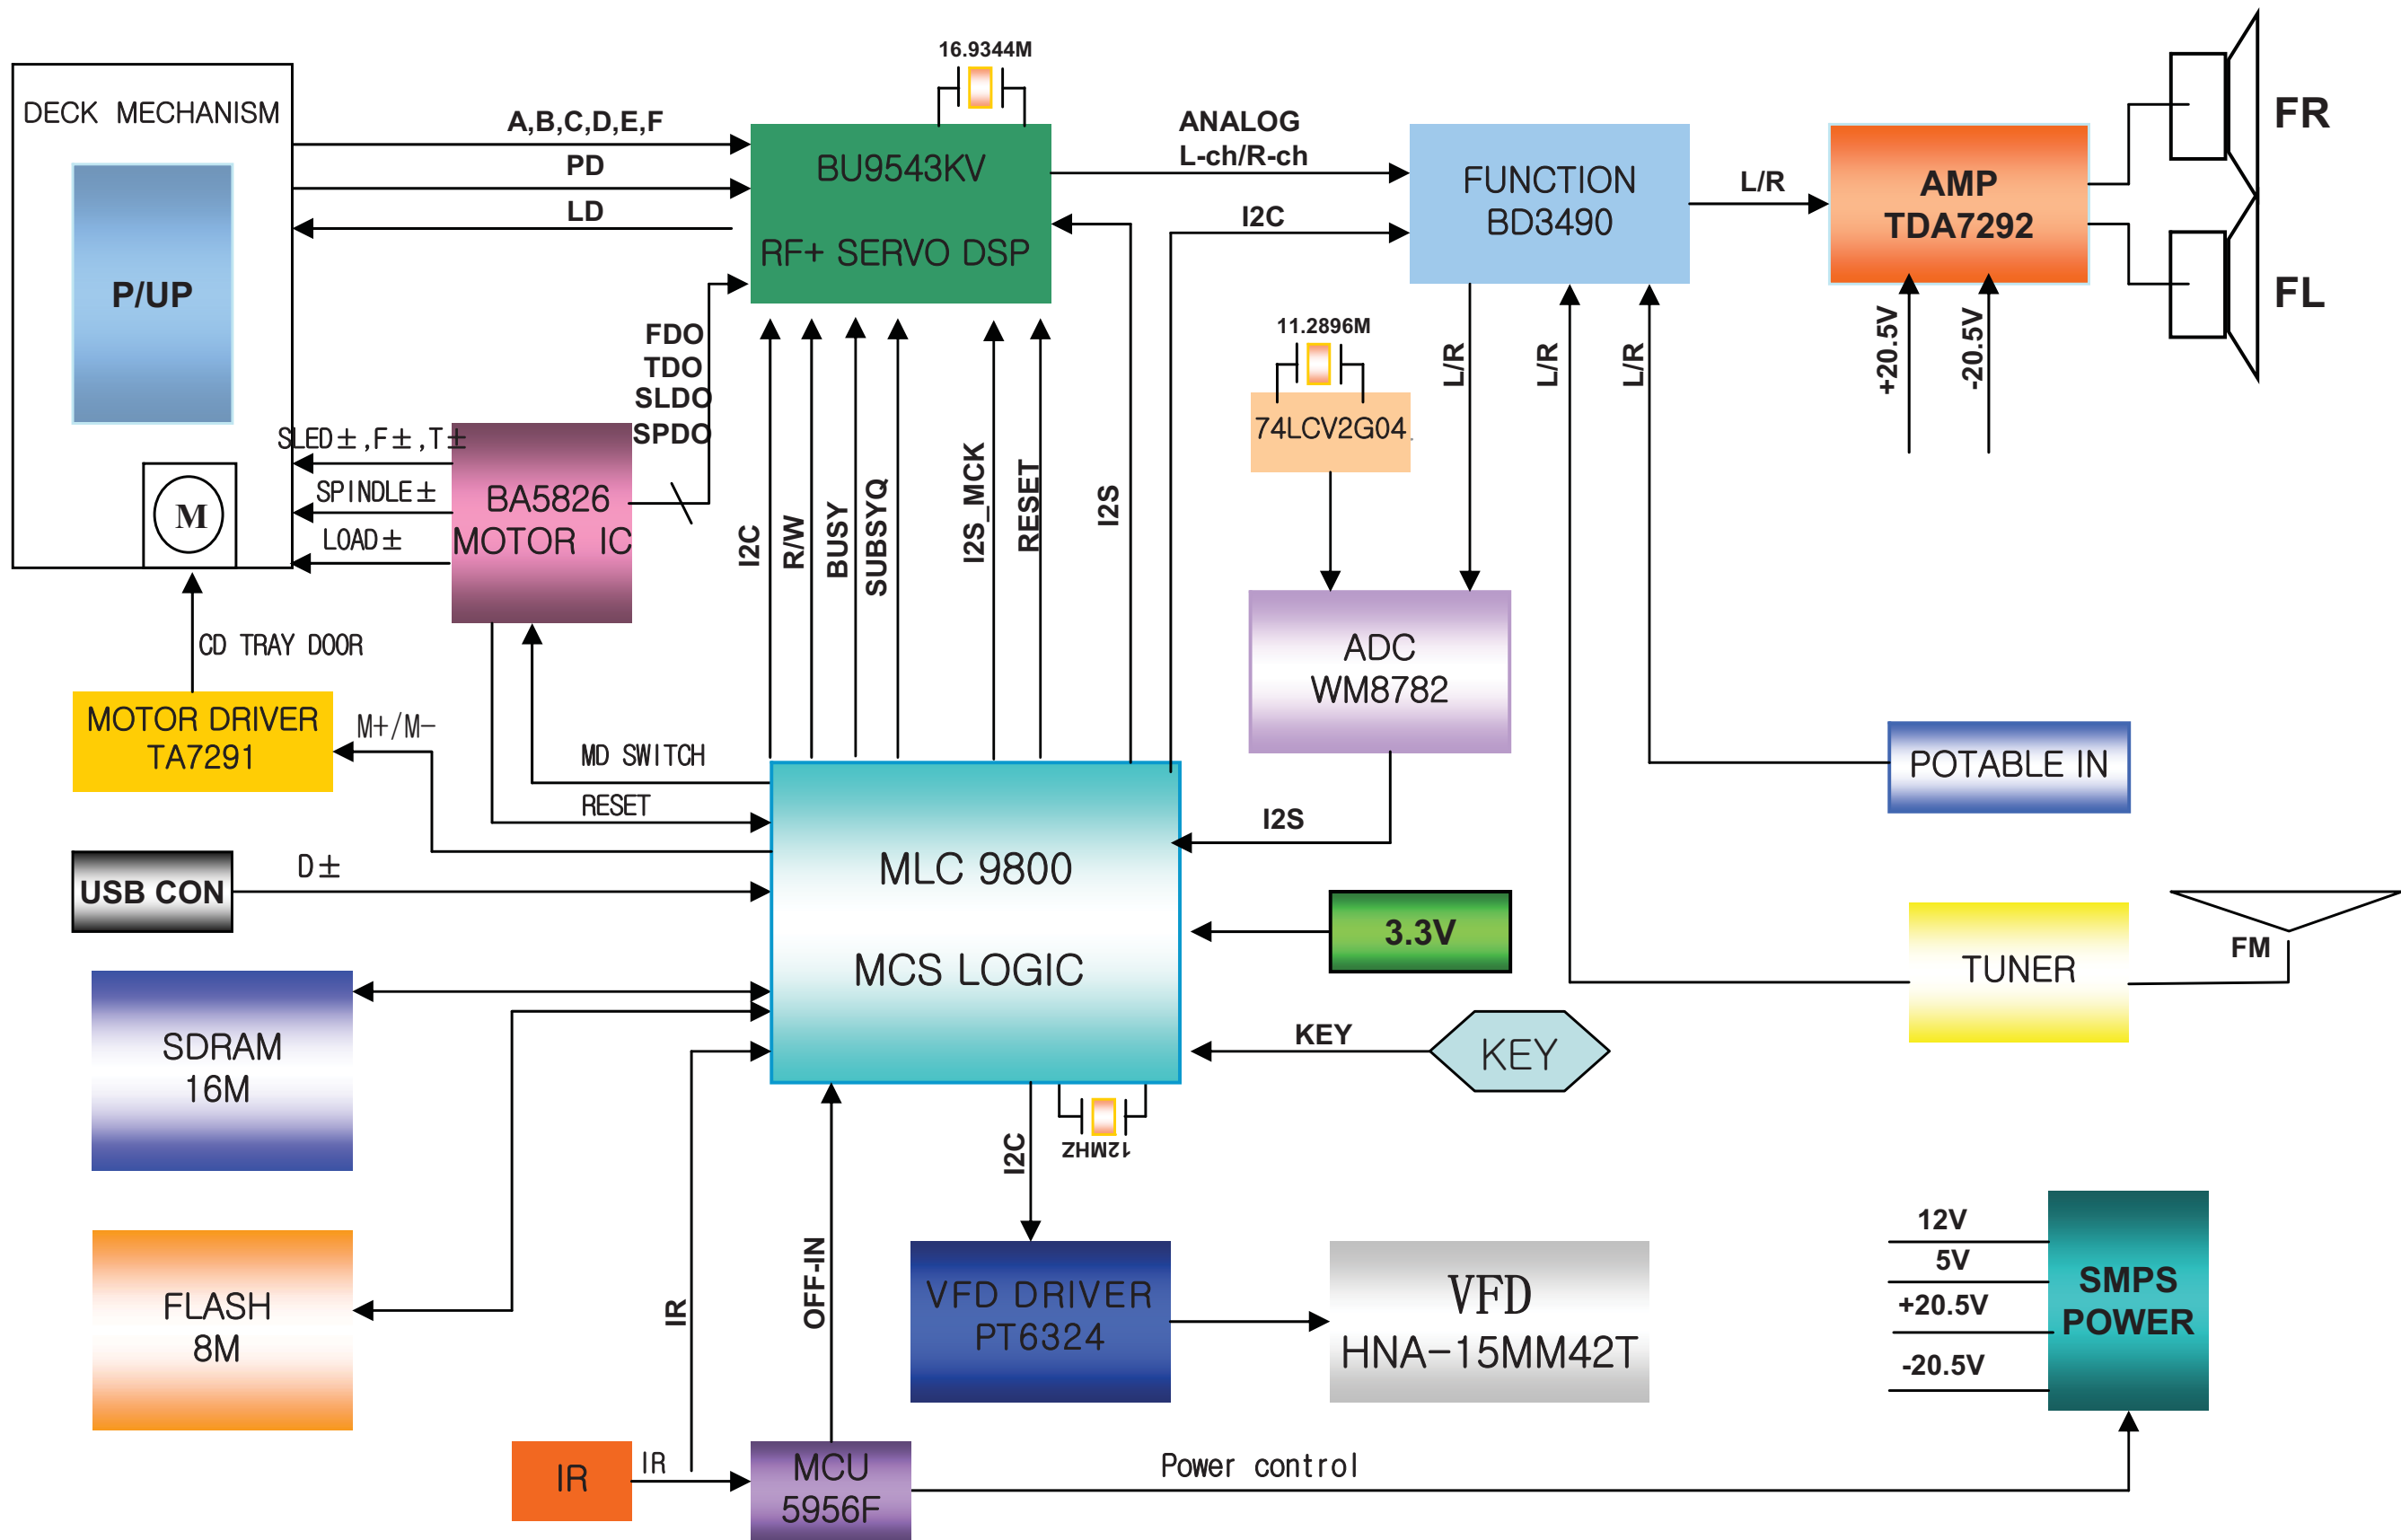 16.9344M
DECK MECHANISM
P/UP
M
A,B,C,D,E,F
PD
LD
BU9543KV
RF+ SERVO DSP
ANALOG
L-ch/R-ch
I2C
FUNCTION
BD3490
L/R
AMP
TDA7292
FR
FL
+20.5V
-20.5V
FDO
TDO
SLDO
SPDO
11.2896M
74LCV2G04
L/R
L/R
L/R
SLED±,F±,T±
SPINDLE±
LOAD±
BA5826
MOTOR IC
I2C
R/W
BUSY
SUBSYQ
I2S_MCK
RESET
I2S
CD TRAY DOOR
ADC
WM8782
MOTOR DRIVER
TA7291
M+/M-
MD SWITCH
RESET
I2S
POTABLE IN
USB CON
D±
MLC 9800
MCS LOGIC
3.3V
TUNER
FM
KEY
KEY
SDRAM
16M
12MHZ
I2C
OFF-IN
IR
FLASH
8M
VFD DRIVER
PT6324
VFD
HNA-15MM42T
12V
5V
+20.5V
-20.5V
SMPS
POWER
IR
IR
MCU
5956F
Power control